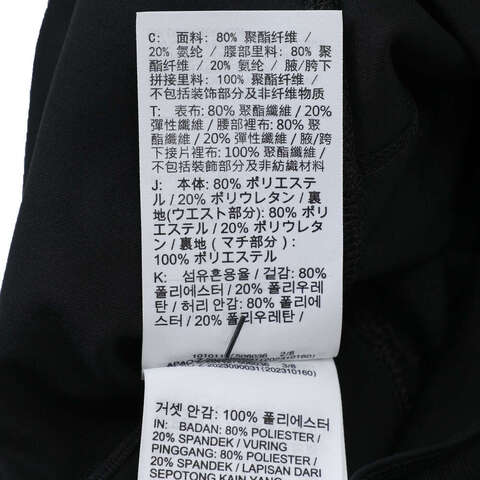 C: 面料: 80% 聚酯纤维/
20% 氨纶 / 腰部里料: 80% 聚
酯纤维 / 20% 氨纶 / 腋/胯下
拼接里料: 100% 聚酯纤维 /
不包括装饰部分及非纤维物质
T: 表布: 80% 聚酯纖維 / 20%
彈性纖維 / 腰部裡布: 80% 聚
酯纖維 / 20% 彈性纖維 / 腋/跨
下接片裡布: 100% 聚酯纖維 /
不包括裝飾部分及非紡織材料
J: 本体: 80% ポリエステ
ル / 20% ポリウレタン / 裏
地(ウエスト部分): 80% ポリ
エステル / 20% ポリウレタ
ン / 裏地 ( マチ部分 ):
100% ポリエステル
K: 섬유혼용율 / 겉감: 80%
폴리에스터 / 20% 폴리우레
탄 / 허리 안감: 80% 폴리에
스터 / 20% 폴리우레탄 /
2/8
3/8
거셋 안감: 100% 폴리에스터
IN: BADAN: 80% POLIESTER /
20% SPANDEK / VURING
PINGGANG: 80% POLIESTER /
20% SPANDEK / LAPISAN DARI
SEPOTONG KAIN YANG